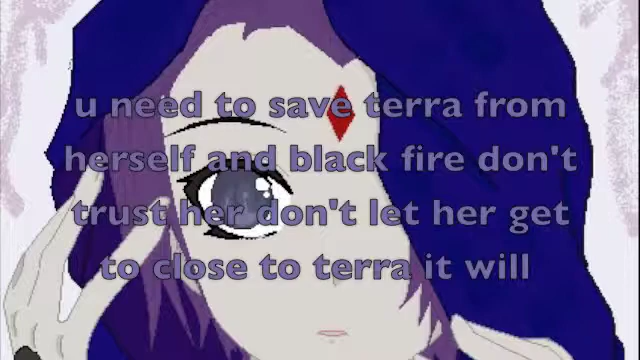 u need to save terra from
herself and black fire don't
trust her don't let her get
to close to terra it will